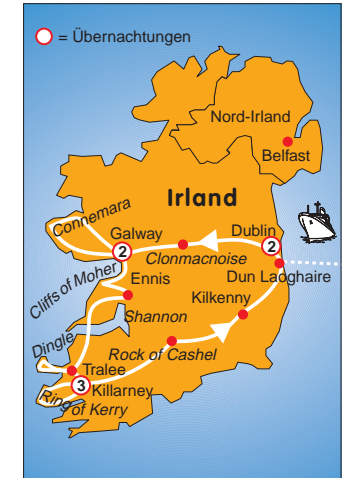 = Übernachtungen
Nord-Irland
Belfast
Irland
Connemara
Galway
Dublin
2
2
Clonmacnoise
Dun Laoghaire
Cliffs of Moher
Ennis
Kilkenny
Shannon
Dingle
Rock of Cashel
Tralee
3
Killarney
Ring of Kerry